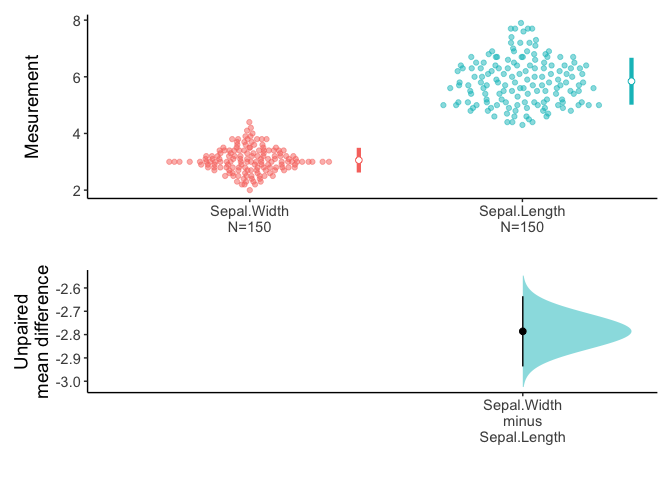 8
6
4
2
Mesurement
Sepal.Width
N=150
Sepal.Length
N=150
-2.6
-2.7
-2.8
-2.9
-3.0
Unpaired
mean difference
Sepal.Width
minus
Sepal.Length